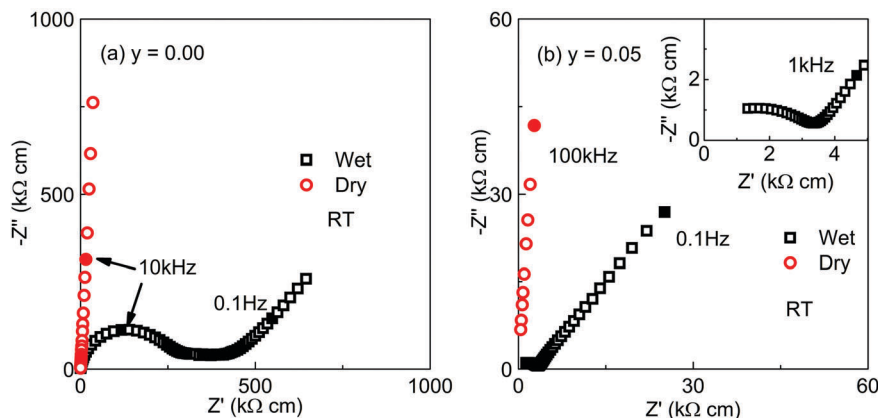 (a) y = 0.00
1000
500
750
250
0
-Z" (kΩ cm)
Wet
Dry
RT
10kHz
0.1Hz
0
500
1000
Z' (kΩ cm)
(b) y = 0.05
60
30
0
-Z" (kΩ cm)
100kHz
0.1Hz
Wet
Dry
RT
0
30
60
Z' (kΩ cm)
1kHz
2
0
-Z" (kΩ cm)
0
2
4
Z' (kΩ cm)